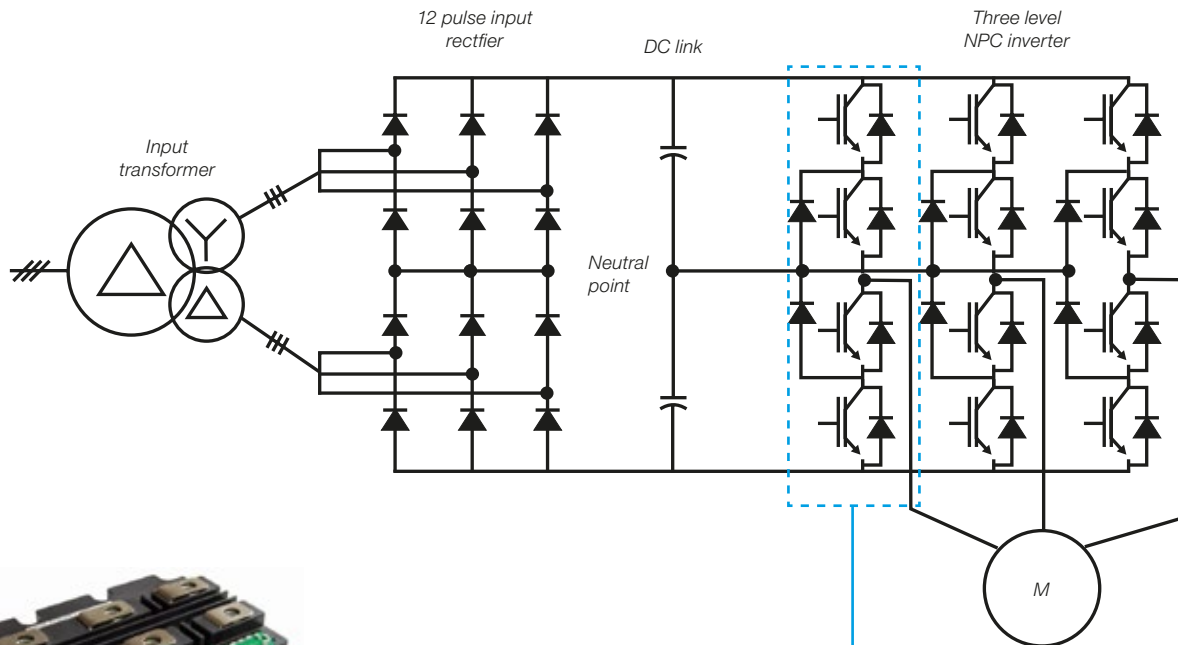 12 pulse input
rectfier
DC link
Three level
NPC inverter
Input
transformer
Neutral
point
M